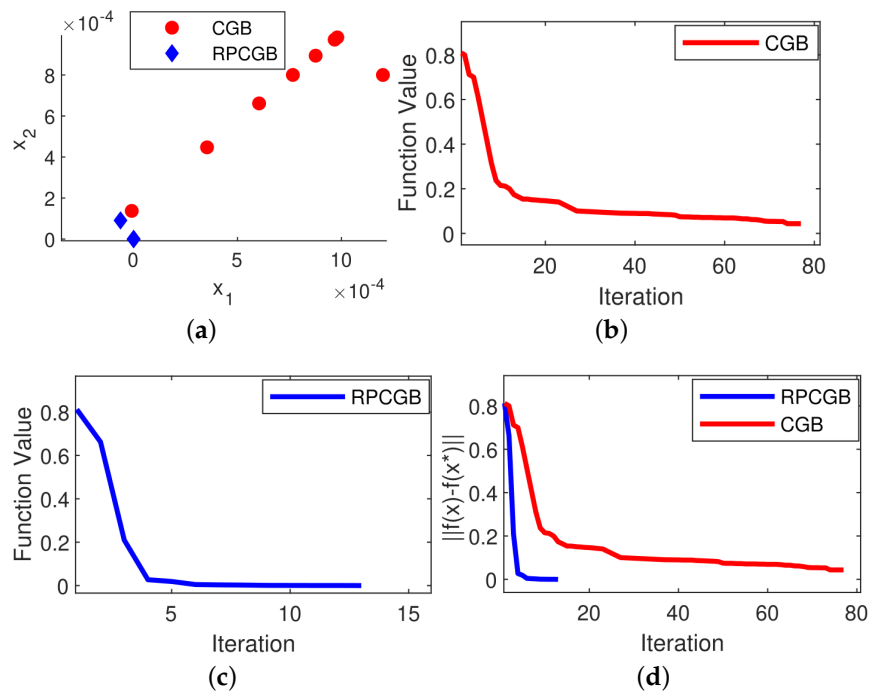 ×10⁻⁴
CGB
RPCGB
8
6
4
2
0
x₂
0
5
10
x₁
×10⁻⁴
(a)
CGB
0.8
0.6
0.4
0.2
0
Function Value
20
40
60
80
Iteration
(b)
RPCGB
0.8
0.6
0.4
0.2
0
Function Value
5
10
15
Iteration
(c)
RPCGB
CGB
0.8
0.6
0.4
0.2
0
||f(x)-f(x*)||
20
40
60
80
Iteration
(d)